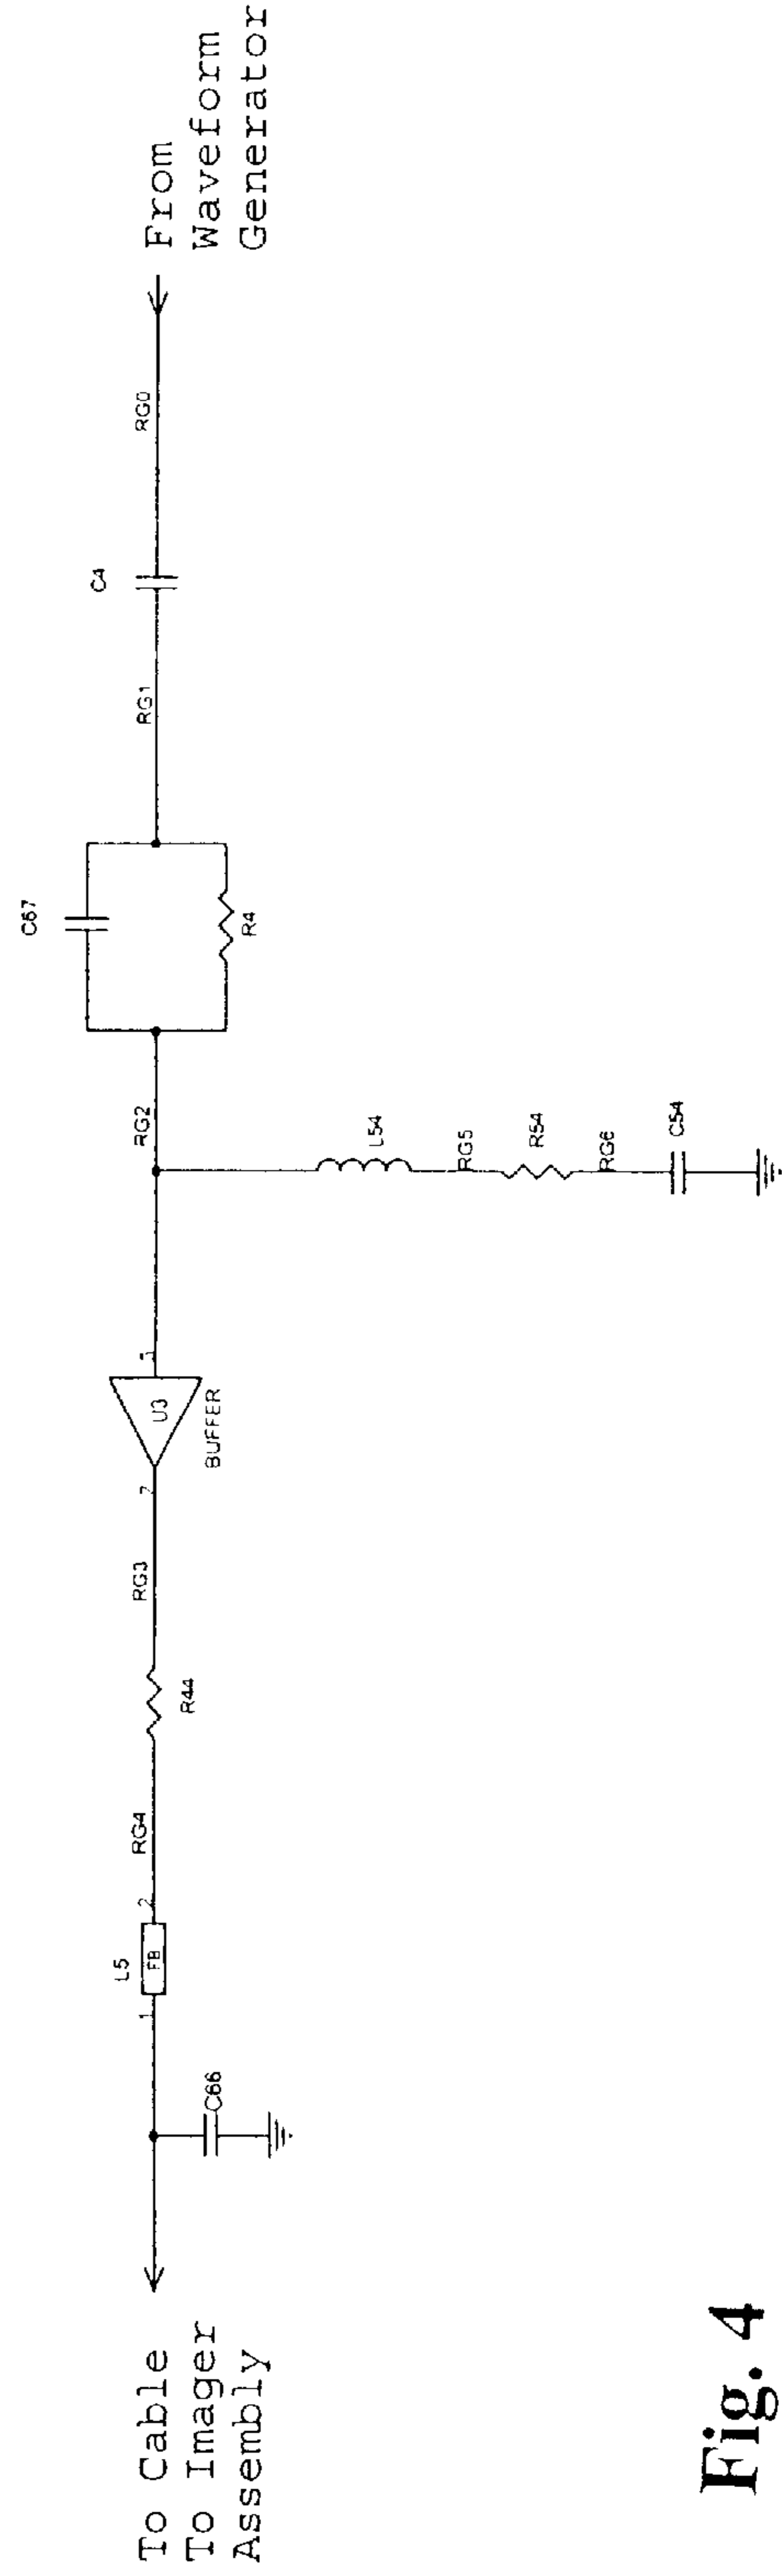 To Cable
To Imager
Assembly
C66
1
L5
FB
2
RG4
R44
RG3
7
U3
BUFFER
RG2
L54
RG5
R54
RG6
C54
C67
R4
RG1
C4
RG0
From
Waveform
Generator
Fig. 4